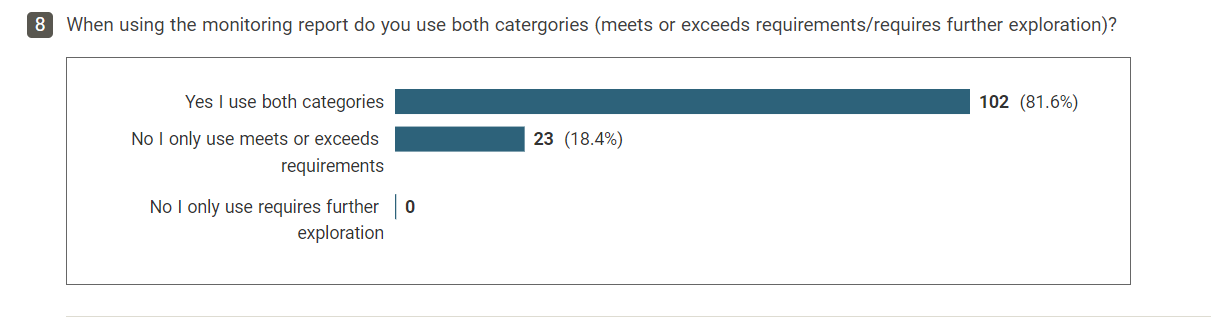 8 When using the monitoring report do you use both catergories (meets or exceeds requirements/requires further exploration)?
Yes I use both categories 102 (81.6%)
No I only use meets or exceeds 23 (18.4%)
requirements
No I only use requires further 0
exploration